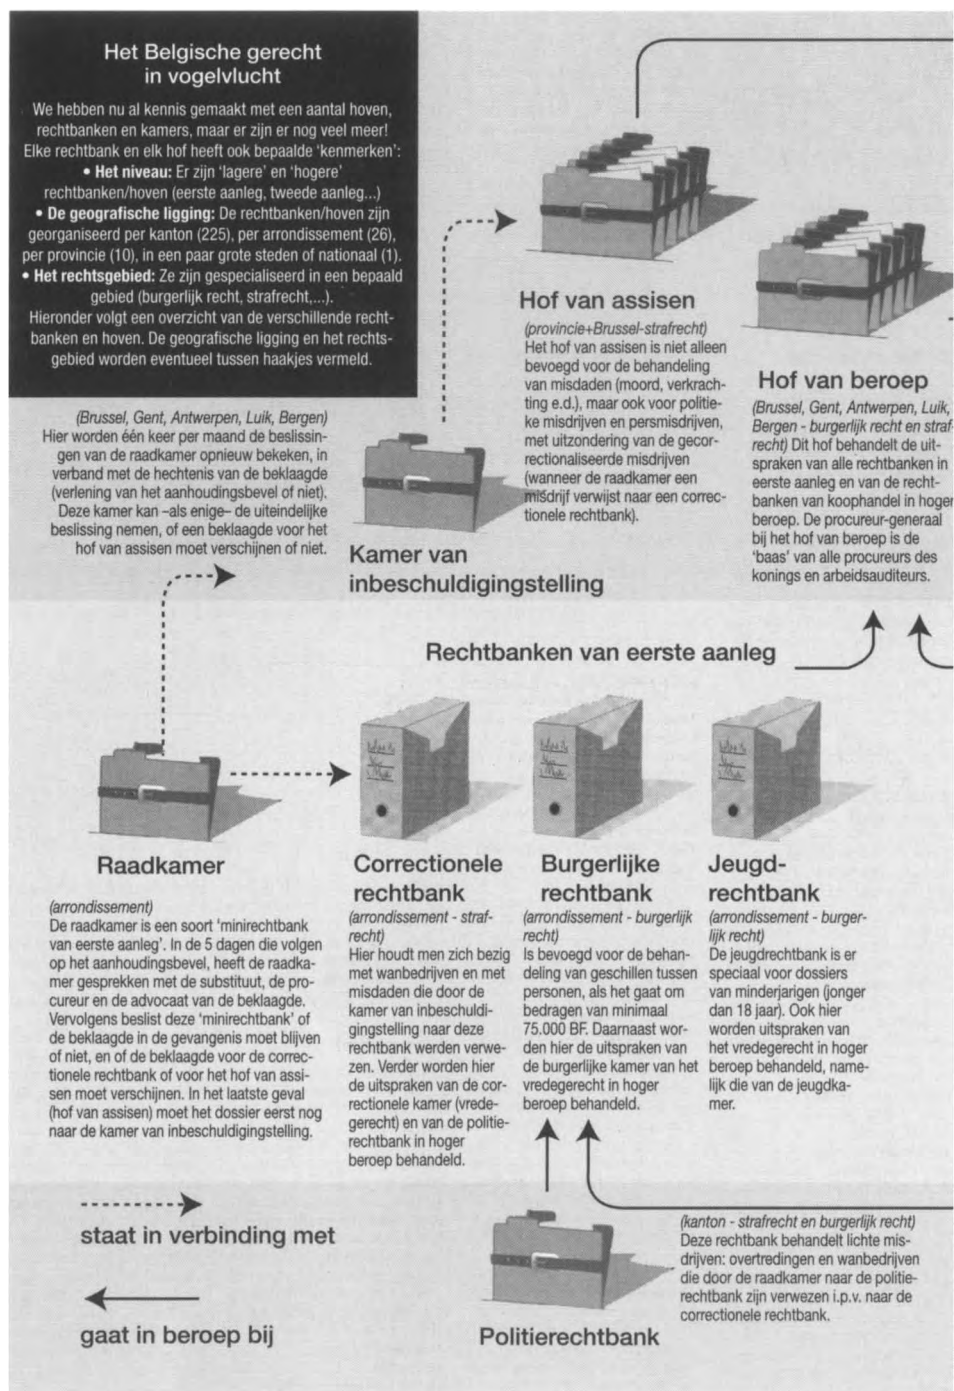 Het Belgische gerecht
in vogelvlucht
We hebben nu al kennis gemaakt met een aantal hoven,
rechtbanken en kamers, maar er zijn er nog veel meer!
Elke rechtbank en elk hof heeft ook bepaalde ‘kenmerken’:
• Het niveau: Er zijn ‘lagere’ en ‘hogere’
rechtbanken/hoven (eerste aanleg, tweede aanleg...)
• De geografische ligging: De rechtbanken/hoven zijn
georganiseerd per kanton (225), per arrondissement (26),
per provincie (10), in een paar grote steden of nationaal (1).
• Het rechtsgebied: Ze zijn gespecialiseerd in een bepaald
gebied (burgerlijk recht, strafrecht,...).
Hieronder volgt een overzicht van de verschillende recht-
banken en hoven. De geografische ligging en het rechts-
gebied worden eventueel tussen haakjes vermeld.
Hof van assisen
(provincie+Brussel-strafrecht)
Het hof van assisen is niet alleen
bevoegd voor de behandeling
van misdaden (moord, verkrach-
ting e.d.), maar ook voor politie-
ke misdrijven en persmisdrijven,
met uitzondering van de gecor-
rectionaliseerde misdrijven
(wanneer de raadkamer een
misdrijf verwijst naar een correc-
tionele rechtbank).
Hof van beroep
(Brussel, Gent, Antwerpen, Luik,
Bergen - burgerlijk recht en straf-
recht) Dit hof behandelt de uit-
spraken van alle rechtbanken in
eerste aanleg en van de recht-
banken van koophandel in hoger
beroep. De procureur-generaal
bij het hof van beroep is de
‘baas’ van alle procureurs des
konings en arbeidsauditeurs.
(Brussel, Gent, Antwerpen, Luik, Bergen)
Hier worden één keer per maand de beslissin-
gen van de raadkamer opnieuw bekeken, in
verband met de hechtenis van de beklaagde
(verlening van het aanhoudingsbevel of niet).
Deze kamer kan –als enige– de uiteindelijke
beslissing nemen, of een beklaagde voor het
hof van assisen moet verschijnen of niet.
Kamer van
inbeschuldigingstelling
Rechtbanken van eerste aanleg
Raadkamer
(arrondissement)
De raadkamer is een soort ‘minirechtbank
van eerste aanleg’. In de 5 dagen die volgen
op het aanhoudingsbevel, heeft de raadka-
mer gesprekken met de substituut, de pro-
cureur en de advocaat van de beklaagde.
Vervolgens beslist deze ‘minirechtbank’ of
de beklaagde in de gevangenis moet blijven
of niet, en of de beklaagde voor de correc-
tionele rechtbank of voor het hof van assi-
sen moet verschijnen. In het laatste geval
(hof van assisen) moet het dossier eerst nog
naar de kamer van inbeschuldigingstelling.
Correctionele
rechtbank
(arrondissement - straf-
recht)
Hier houdt men zich bezig
met wanbedrijven en met
misdaden die door de
kamer van inbeschuldi-
gingstelling naar deze
rechtbank werden verwe-
zen. Verder worden hier
de uitspraken van de cor-
rectionele kamer (vrede-
gerecht) en van de politie-
rechtbank in hoger
beroep behandeld.
Burgerlijke
rechtbank
(arrondissement - burgerlijk
recht)
Is bevoegd voor de behan-
deling van geschillen tussen
personen, als het gaat om
bedragen van minimaal
75.000 BF. Daarnaast wor-
den hier de uitspraken van
de burgerlijke kamer van het
vredegerecht in hoger
beroep behandeld.
Jeugd-
rechtbank
(arrondissement - burger-
lijk recht)
De jeugdrechtbank is er
speciaal voor dossiers
van minderjarigen (jonger
dan 18 jaar). Ook hier
worden uitspraken van
het vredegerecht in hoger
beroep behandeld, name-
lijk die van de jeugdka-
mer.
staat in verbinding met
gaat in beroep bij
Politierechtbank
(kanton - strafrecht en burgerlijk recht)
Deze rechtbank behandelt lichte mis-
drijven: overtredingen en wanbedrijven
die door de raadkamer naar de politie-
rechtbank zijn verwezen i.p.v. naar de
correctionele rechtbank.